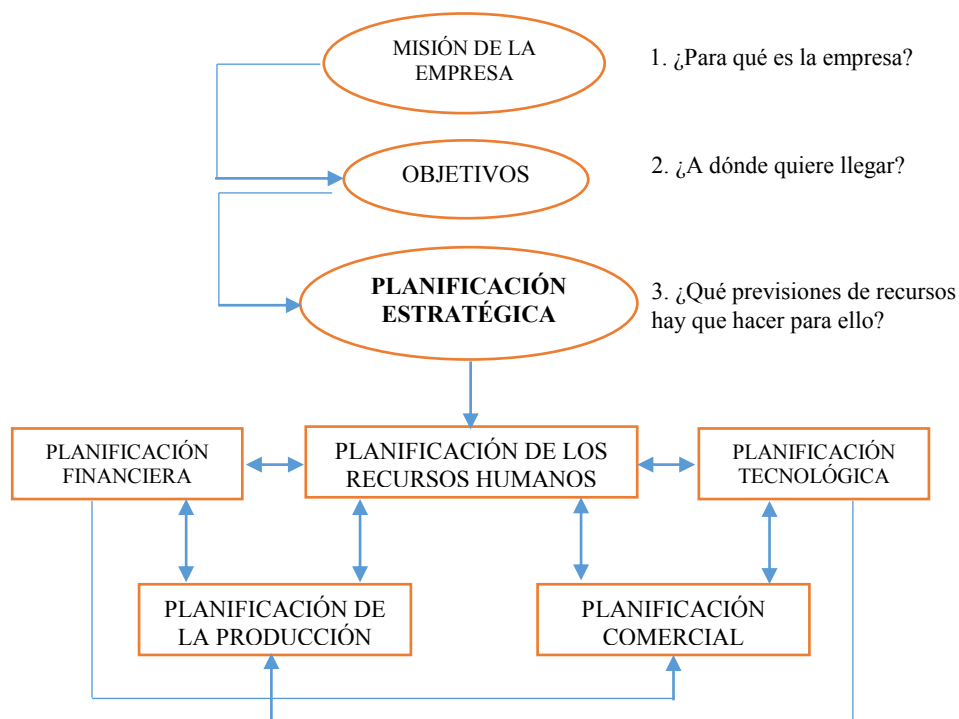 MISIÓN DE LA
EMPRESA
1. ¿Para qué es la empresa?
OBJETIVOS
2. ¿A dónde quiere llegar?
PLANIFICACIÓN
ESTRATÉGICA
3. ¿Qué previsiones de recursos
hay que hacer para ello?
PLANIFICACIÓN
FINANCIERA
PLANIFICACIÓN DE LOS
RECURSOS HUMANOS
PLANIFICACIÓN
TECNOLÓGICA
PLANIFICACIÓN DE
LA PRODUCCIÓN
PLANIFICACIÓN
COMERCIAL